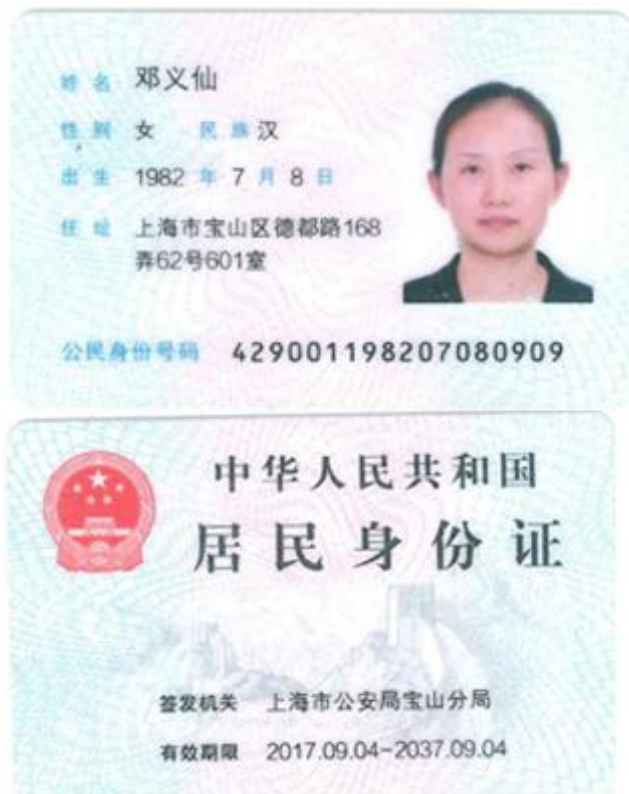 姓名 邓义仙
性别 女 民族 汉
出生 1982 年 7 月 8 日
住址 上海市宝山区德都路168
弄62号601室
公民身份号码 429001198207080909
中华人民共和国
居民身份证
签发机关 上海市公安局宝山分局
有效期限 2017.09.04-2037.09.04